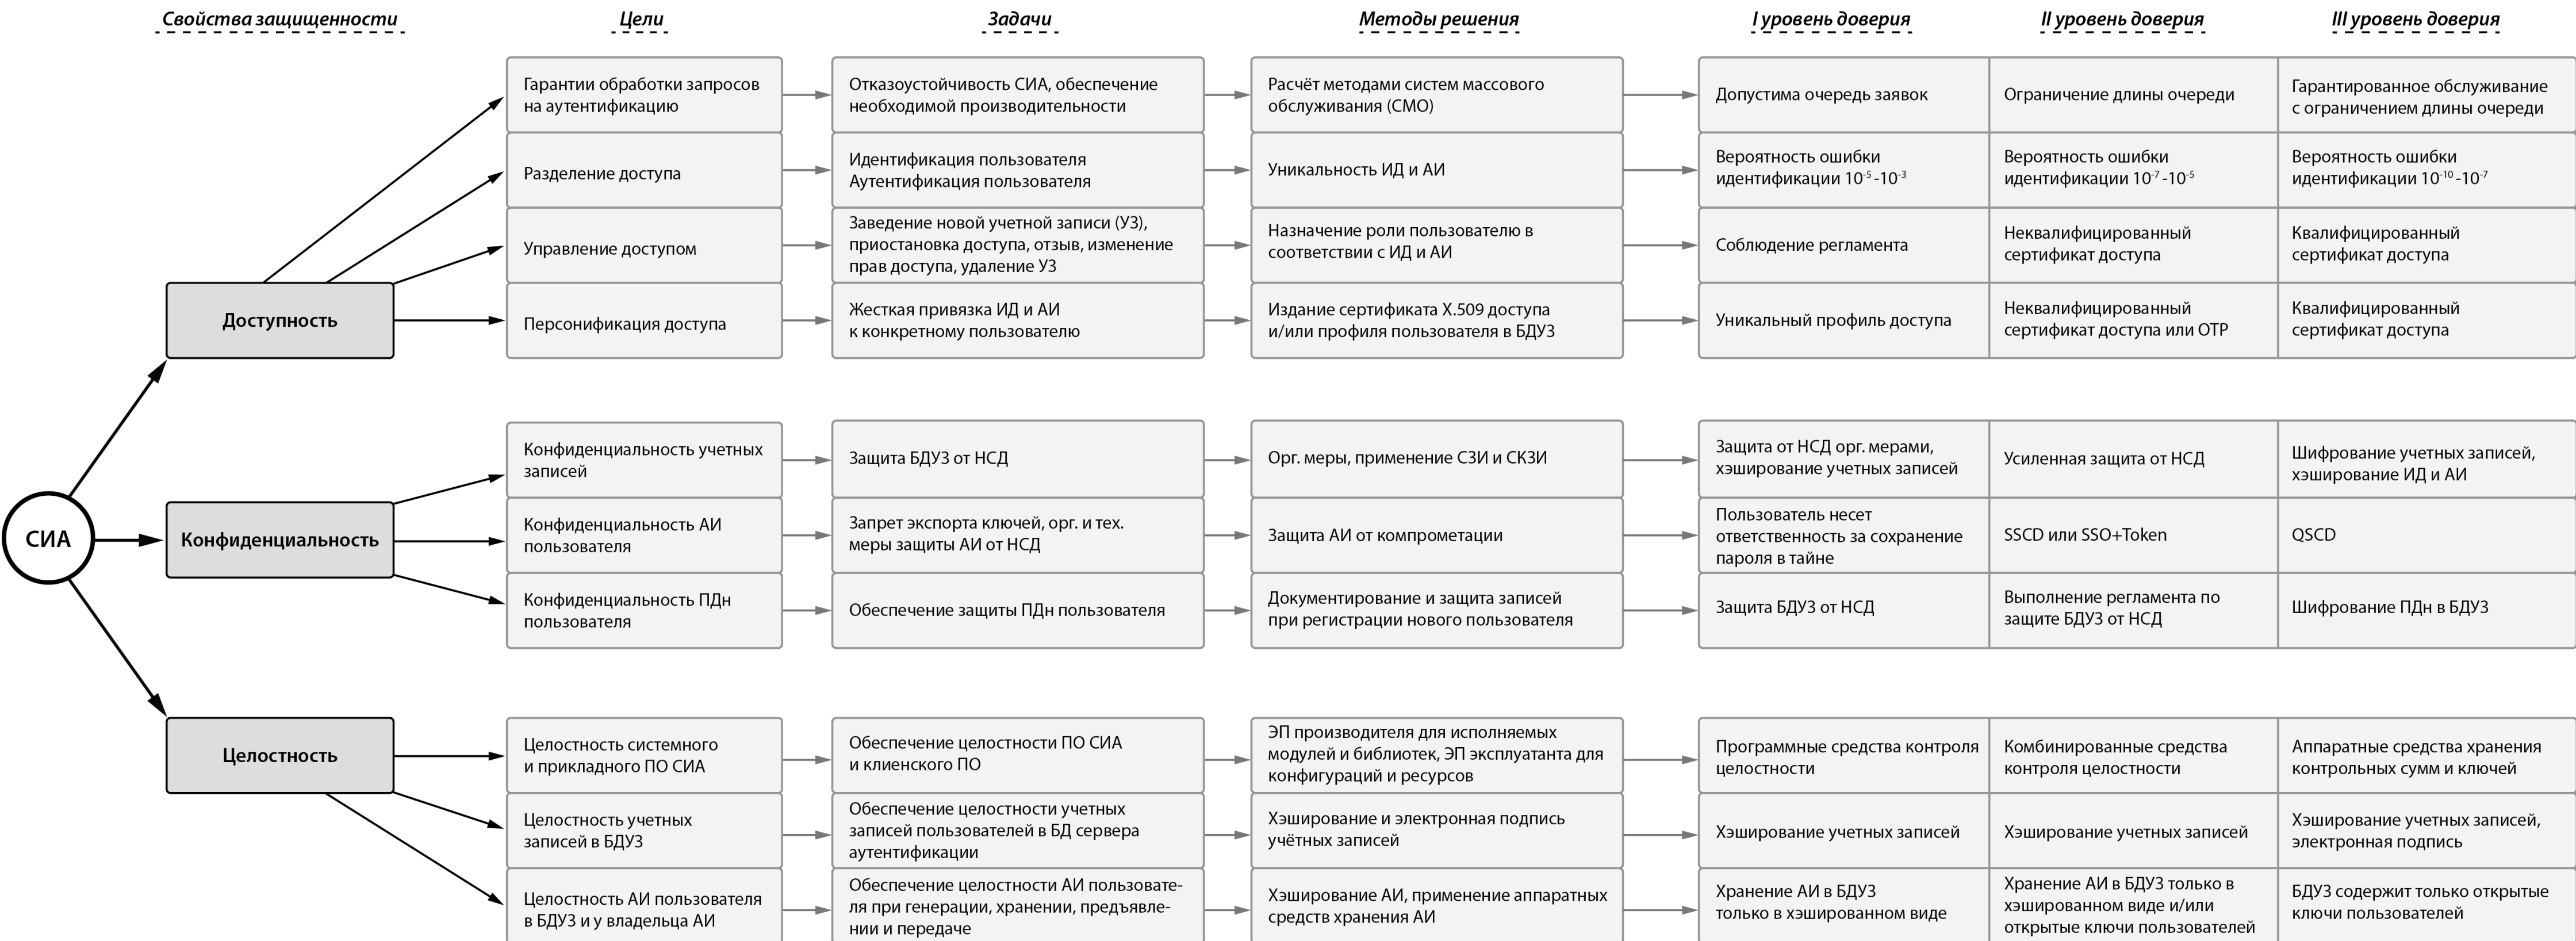 Свойства защищенности
Цели
Задачи
Методы решения
I уровень доверия
II уровень доверия
III уровень доверия
Гарантии обработки запросов
на аутентификацию
Отказоустойчивость СИА, обеспечение
необходимой производительности
Расчёт методами систем массового
обслуживания (СМО)
Допустима очередь заявок
Ограничение длины очереди
Гарантированное обслуживание
с ограничением длины очереди
Разделение доступа
Идентификация пользователя
Аутентификация пользователя
Уникальность ИД и АИ
Вероятность ошибки
идентификации 10⁻⁵-10⁻³
Вероятность ошибки
идентификации 10⁻⁷-10⁻⁵
Вероятность ошибки
идентификации 10⁻¹⁰-10⁻⁷
Управление доступом
Заведение новой учетной записи (УЗ),
приостановка доступа, отзыв, изменение
прав доступа, удаление УЗ
Назначение роли пользователю в
соответствии с ИД и АИ
Соблюдение регламента
Неквалифицированный
сертификат доступа
Квалифицированный
сертификат доступа
Доступность
Персонификация доступа
Жесткая привязка ИД и АИ
к конкретному пользователю
Издание сертификата X.509 доступа
и/или профиля пользователя в БДУЗ
Уникальный профиль доступа
Неквалифицированный
сертификат доступа или OTP
Квалифицированный
сертификат доступа
Конфиденциальность учетных
записей
Защита БДУЗ от НСД
Орг. меры, применение СЗИ и СКЗИ
Защита от НСД орг. мерами,
хэширование учетных записей
Усиленная защита от НСД
Шифрование учетных записей,
хэширование ИД и АИ
СИА
Конфиденциальность
Конфиденциальность АИ
пользователя
Запрет экспорта ключей, орг. и тех.
меры защиты АИ от НСД
Защита АИ от компрометации
Пользователь несет
ответственность за сохранение
пароля в тайне
SSCD или SSO+Token
QSCD
Конфиденциальность ПДн
пользователя
Обеспечение защиты ПДн пользователя
Документирование и защита записей
при регистрации нового пользователя
Защита БДУЗ от НСД
Выполнение регламента по
защите БДУЗ от НСД
Шифрование ПДн в БДУЗ
Целостность
Целостность системного
и прикладного ПО СИА
Обеспечение целостности ПО СИА
и клиенского ПО
ЭП производителя для исполняемых
модулей и библиотек, ЭП эксплуатанта для
конфигураций и ресурсов
Программные средства контроля
целостности
Комбинированные средства
контроля целостности
Аппаратные средства хранения
контрольных сумм и ключей
Целостность учетных
записей в БДУЗ
Обеспечение целостности учетных
записей пользователей в БД сервера
аутентификации
Хэширование и электронная подпись
учётных записей
Хэширование учетных записей
Хэширование учетных записей
Хэширование учетных записей,
электронная подпись
Целостность АИ пользователя
в БДУЗ и у владельца АИ
Обеспечение целостности АИ пользовате-
ля при генерации, хранении, предъявле-
нии и передаче
Хэширование АИ, применение аппаратных
средств хранения АИ
Хранение АИ в БДУЗ
только в хэшированном виде
Хранение АИ в БДУЗ только в
хэшированном виде и/или
открытые ключи пользователей
БДУЗ содержит только открытые
ключи пользователей